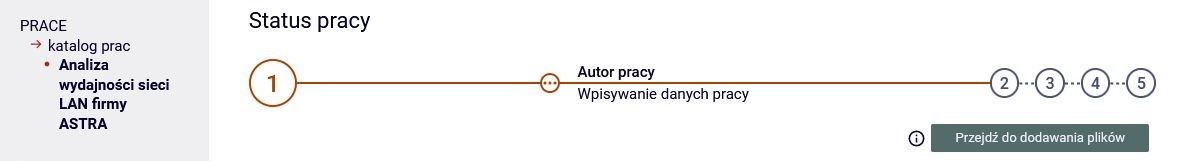 PRACE
katalog prac
Analiza
wydajności sieci
LAN firmy
ASTRA
Status pracy
1
Autor pracy
Wpisywanie danych pracy
2 3 4 5
Przejdź do dodawania plików